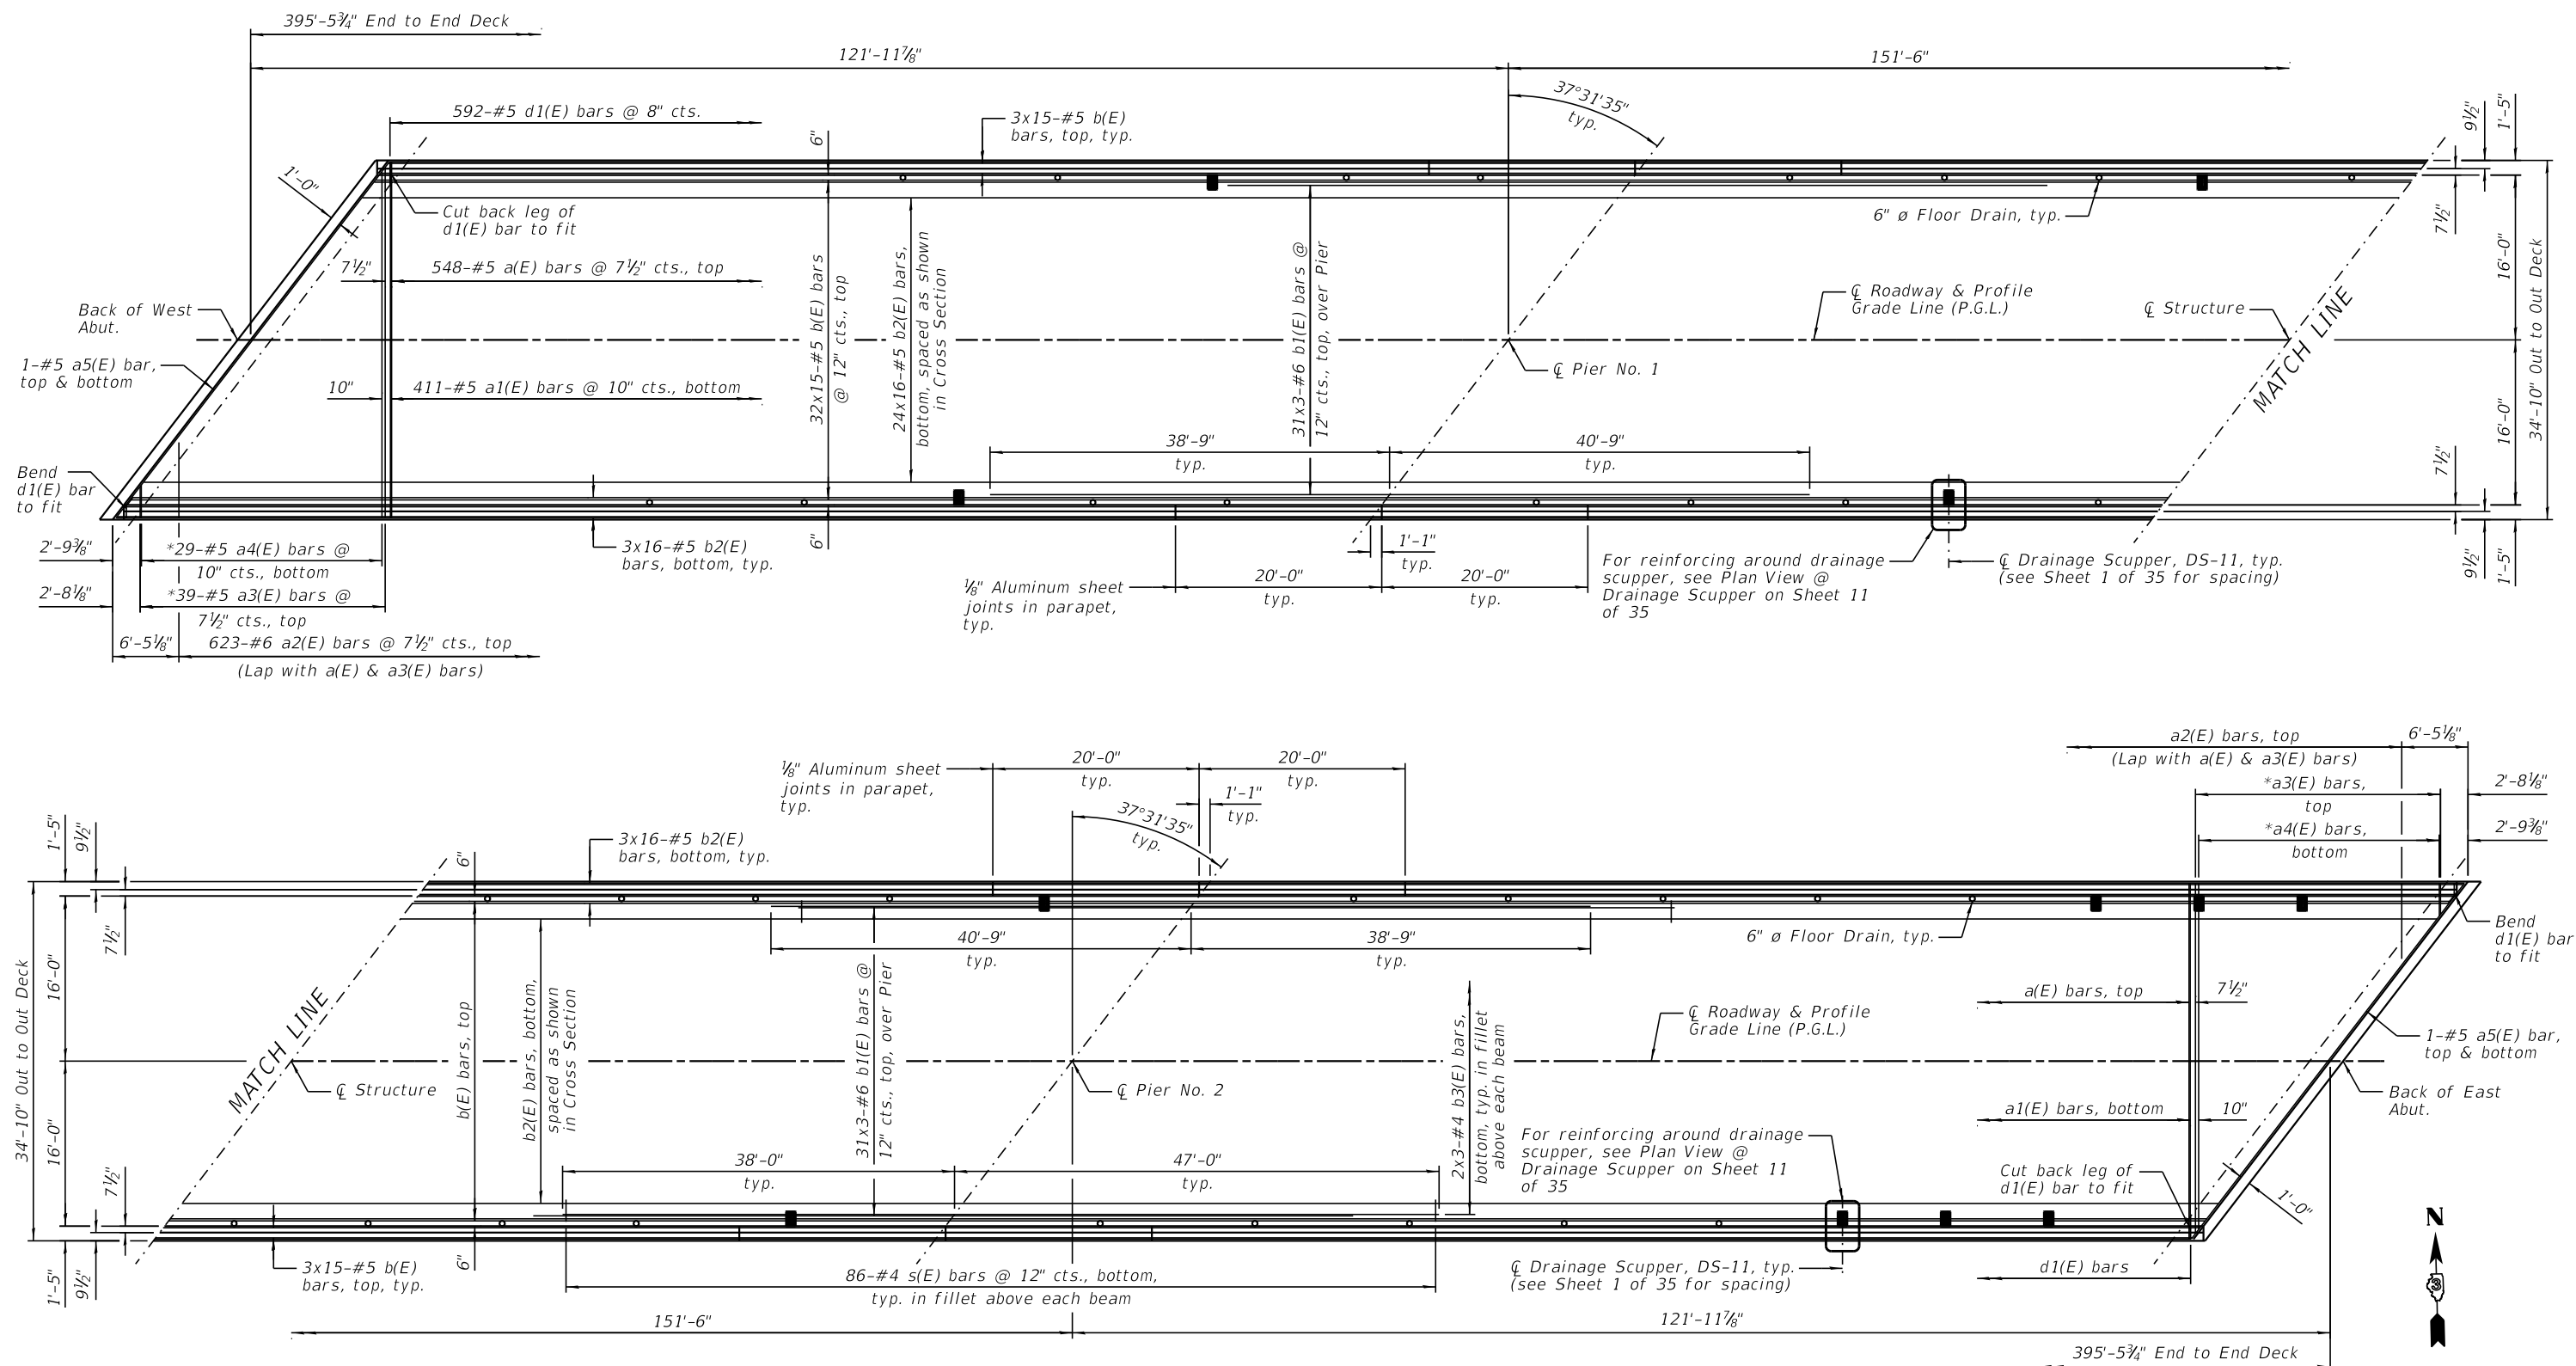 395'-5¾" End to End Deck
121'-11⅞"
151'-6"
37°31'35"
typ.
592-#5 d1(E) bars @ 8" cts.
6"
3x15-#5 b(E)
bars, top, typ.
9½"
1'-5"
1'-0"
Cut back leg of
d1(E) bar to fit
6" ø Floor Drain, typ.
7½"
7½"
548-#5 a(E) bars @ 7½" cts., top
32x15-#5 b(E) bars
@ 12" cts., top
24x16-#5 b2(E) bars,
bottom, spaced as shown
in Cross Section
31x3-#6 b1(E) bars @
12" cts., top, over Pier
16'-0"
34'-10" Out to Out Deck
Back of West
Abut.
℄ Roadway & Profile
Grade Line (P.G.L.)
℄ Structure
MATCH LINE
1-#5 a5(E) bar,
top & bottom
℄ Pier No. 1
10"
411-#5 a1(E) bars @ 10" cts., bottom
16'-0"
38'-9"
typ.
40'-9"
typ.
7½"
Bend
d1(E) bar
to fit
2'-9⅜"
*29-#5 a4(E) bars @
10" cts., bottom
2'-8⅛"
*39-#5 a3(E) bars @
7½" cts., top
6'-5⅛"
623-#6 a2(E) bars @ 7½" cts., top
(Lap with a(E) & a3(E) bars)
3x16-#5 b2(E)
bars, bottom, typ.
6"
1'-1"
typ.
⅛" Aluminum sheet
joints in parapet,
typ.
20'-0"
typ.
20'-0"
typ.
For reinforcing around drainage
scupper, see Plan View @
Drainage Scupper on Sheet 11
of 35
℄ Drainage Scupper, DS-11, typ.
(see Sheet 1 of 35 for spacing)
9½"
1'-5"
a2(E) bars, top
6'-5⅛"
(Lap with a(E) & a3(E) bars)
*a3(E) bars,
top
2'-8⅛"
*a4(E) bars,
bottom
2'-9⅜"
⅛" Aluminum sheet
joints in parapet,
typ.
20'-0"
typ.
20'-0"
typ.
1'-1"
typ.
37°31'35"
typ.
1'-5"
9½"
3x16-#5 b2(E)
bars, bottom, typ.
6"
7½"
40'-9"
typ.
38'-9"
typ.
6" ø Floor Drain, typ.
Bend
d1(E) bar
to fit
34'-10" Out to Out Deck
16'-0"
MATCH LINE
℄ Structure
b(E) bars, top
b2(E) bars, bottom,
spaced as shown
in Cross Section
31x3-#6 b1(E) bars @
12" cts., top, over Pier
℄ Pier No. 2
2x3-#4 b3(E) bars,
bottom, typ. in fillet
above each beam
℄ Roadway & Profile
Grade Line (P.G.L.)
a(E) bars, top
7½"
1-#5 a5(E) bar,
top & bottom
Back of East
Abut.
a1(E) bars, bottom
10"
16'-0"
38'-0"
typ.
47'-0"
typ.
For reinforcing around drainage
scupper, see Plan View @
Drainage Scupper on Sheet 11
of 35
Cut back leg of
d1(E) bar to fit
1'-0"
7½"
1'-5"
9½"
3x15-#5 b(E)
bars, top, typ.
6"
86-#4 s(E) bars @ 12" cts., bottom,
typ. in fillet above each beam
℄ Drainage Scupper, DS-11, typ.
(see Sheet 1 of 35 for spacing)
d1(E) bars
N
3
151'-6"
121'-11⅞"
395'-5¾" End to End Deck